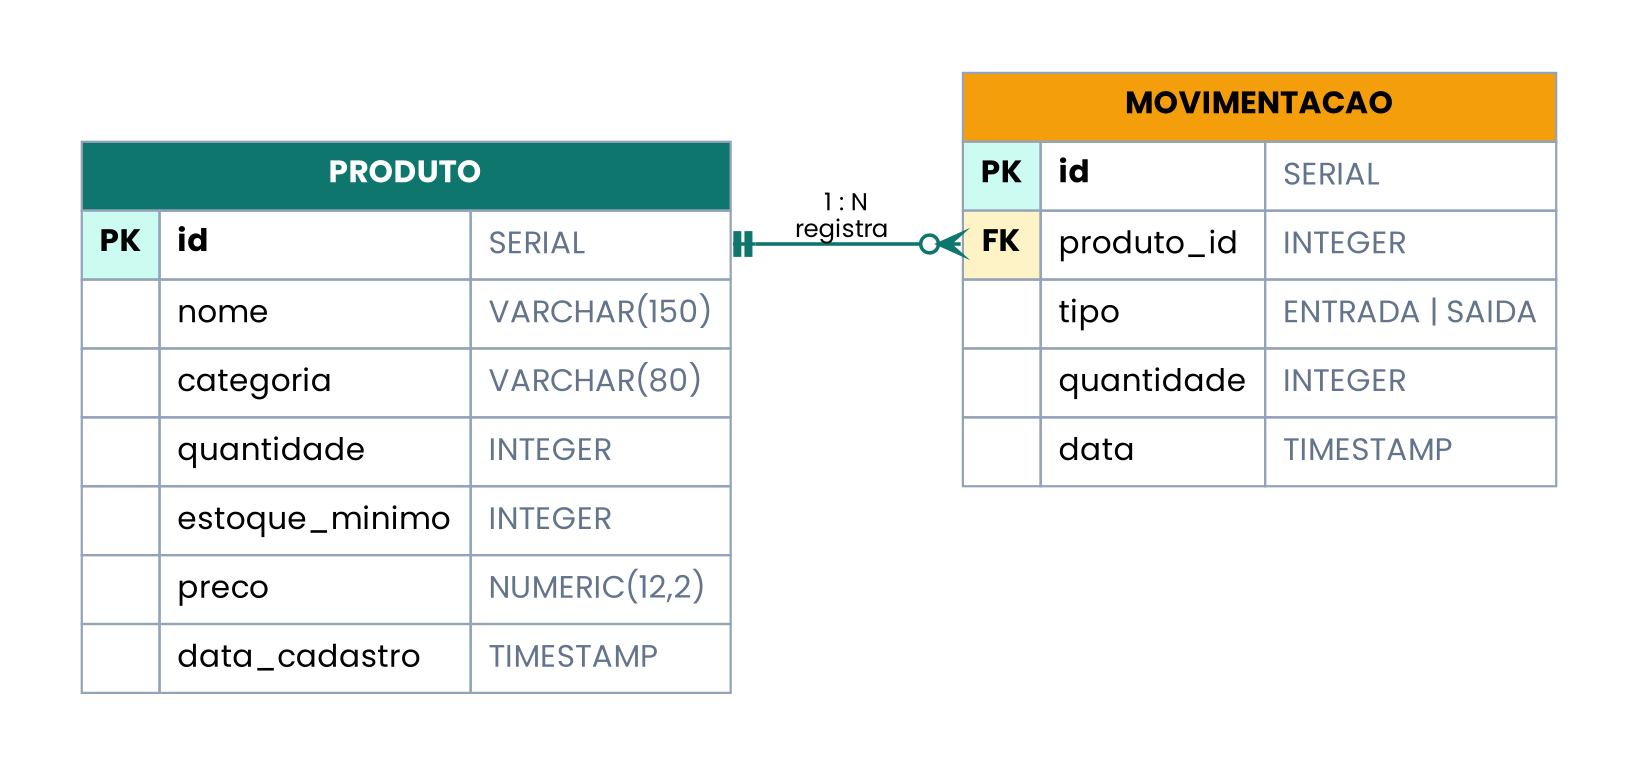 PRODUTO
PK id SERIAL
nome VARCHAR(150)
categoria VARCHAR(80)
quantidade INTEGER
estoque_minimo INTEGER
preco NUMERIC(12,2)
data_cadastro TIMESTAMP
1 : N
registra
MOVIMENTACAO
PK id SERIAL
FK produto_id INTEGER
tipo ENTRADA | SAIDA
quantidade INTEGER
data TIMESTAMP